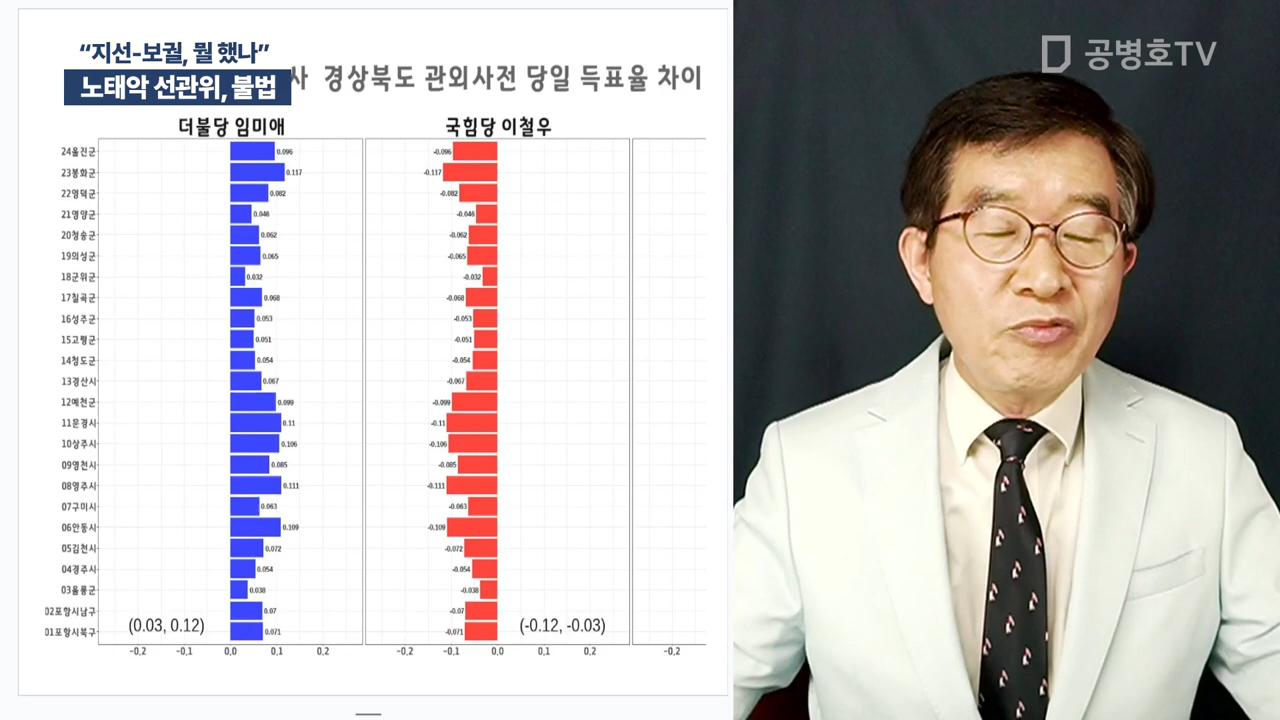 “지선-보궐, 뭘 했나”
노태악 선관위, 불법
사 경상북도 관외사전 당일 득표율 차이
공병호TV
더불당 임미애
국힘당 이철우
24울진군 0.096 -0.096
23봉화군 0.117 -0.117
22영덕군 0.082 -0.082
21영양군 0.046 -0.046
20청송군 0.062 -0.062
19의성군 0.065 -0.065
18군위군 0.032 -0.032
17칠곡군 0.068 -0.068
16성주군 0.053 -0.053
15고령군 0.051 -0.051
14청도군 0.054 -0.054
13경산시 0.067 -0.067
12예천군 0.099 -0.099
11문경시 0.11 -0.11
10상주시 0.106 -0.106
09영천시 0.085 -0.085
08영주시 0.111 -0.111
07구미시 0.063 -0.063
06안동시 0.109 -0.109
05김천시 0.072 -0.072
04경주시 0.054 -0.054
03울릉군 0.038 -0.038
02포항시남구 0.07 -0.07
01포항시북구 0.071 -0.071
(0.03, 0.12)
(-0.12, -0.03)
-0.2 -0.1 0.0 0.1 0.2
-0.2 -0.1 0.0 0.1 0.2
-0.2